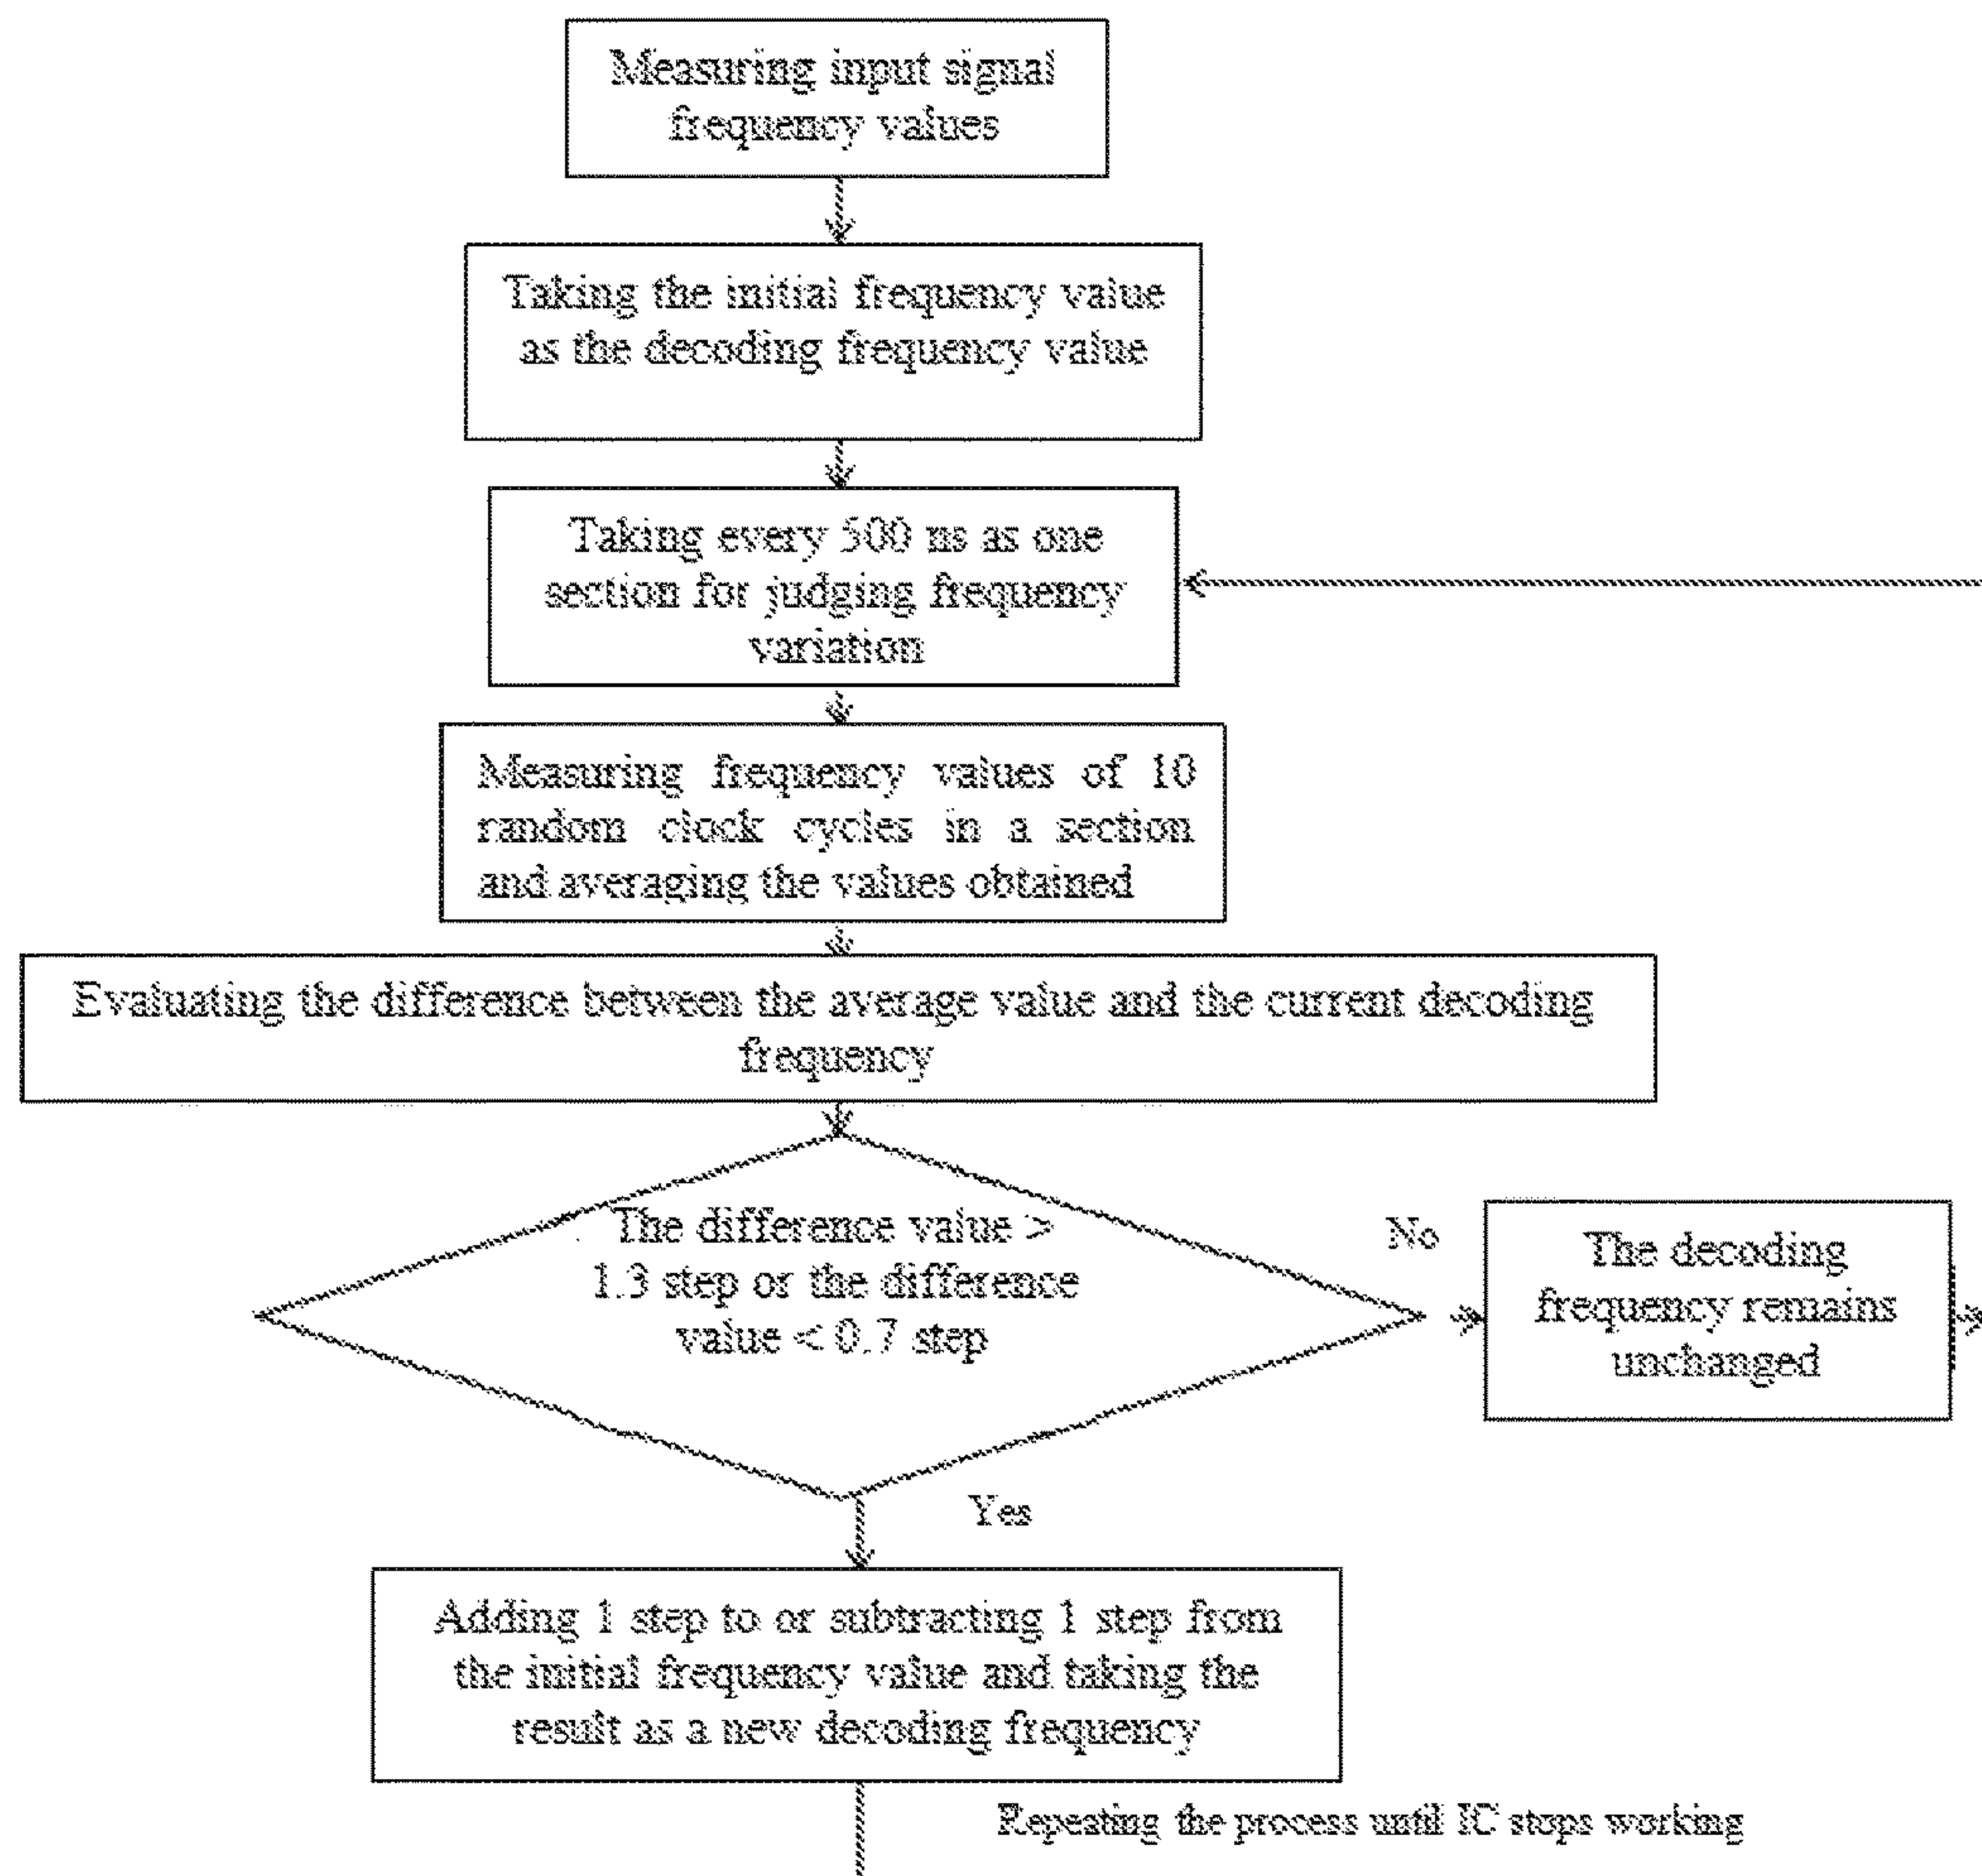 Measuring input signal
frequency values
Taking the initial frequency value
as the decoding frequency value
Taking every 500 ns as one
section for judging frequency
variation
Measuring frequency values of 10
random clock cycles in a section
and averaging the values obtained
Evaluating the difference between the average value and the current decoding
frequency
The difference value >
1.3 step or the difference
value < 0.7 step
No
The decoding
frequency remains
unchanged
Yes
Adding 1 step to or subtracting 1 step from
the initial frequency value and taking the
result as a new decoding frequency
Repeating the process until IC stops working